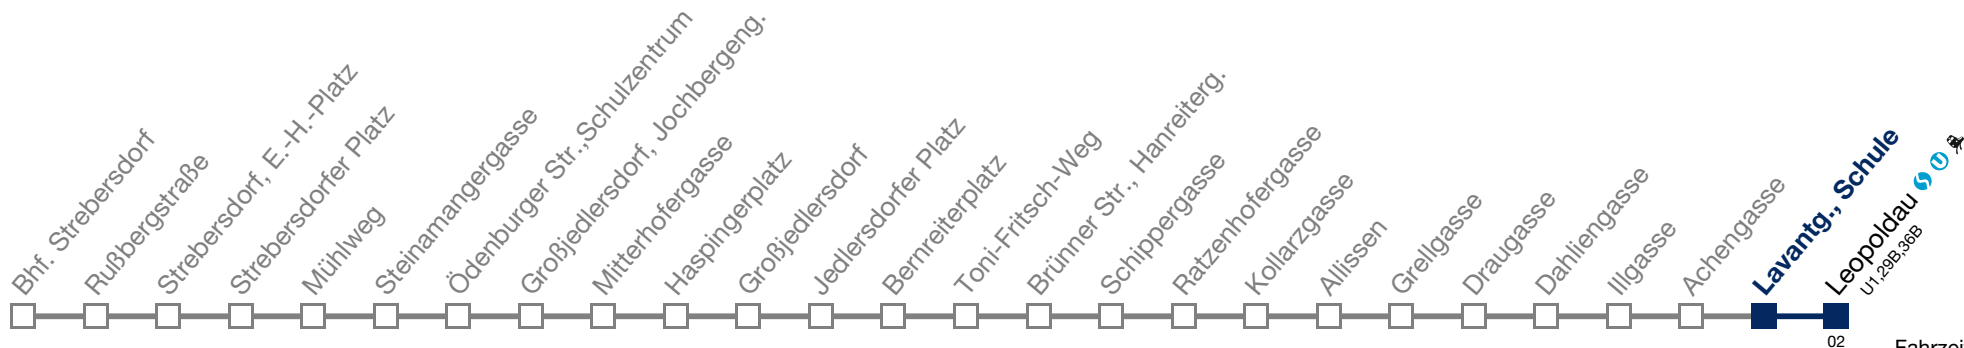 Bhf. Strebersdorf
Rußbergstraße
Strebersdorf, E.-H.-Platz
Strebersdorfer Platz
Mühlweg
Steinamangergasse
Ödenburger Str.,Schulzentrum
Großjedlersdorf, Jochbergeng.
Mitterhofergasse
Haspingerplatz
Großjedlersdorf
Jedlersdorfer Platz
Bernreiterplatz
Toni-Fritsch-Weg
Brünner Str., Hanreiterg.
Schippergasse
Ratzenhofergasse
Kollarzgasse
Allissen
Grellgasse
Draugasse
Dahliengasse
Illgasse
Achengasse
Lavantg., Schule
Leopoldau S U
U1,29B,36B
02